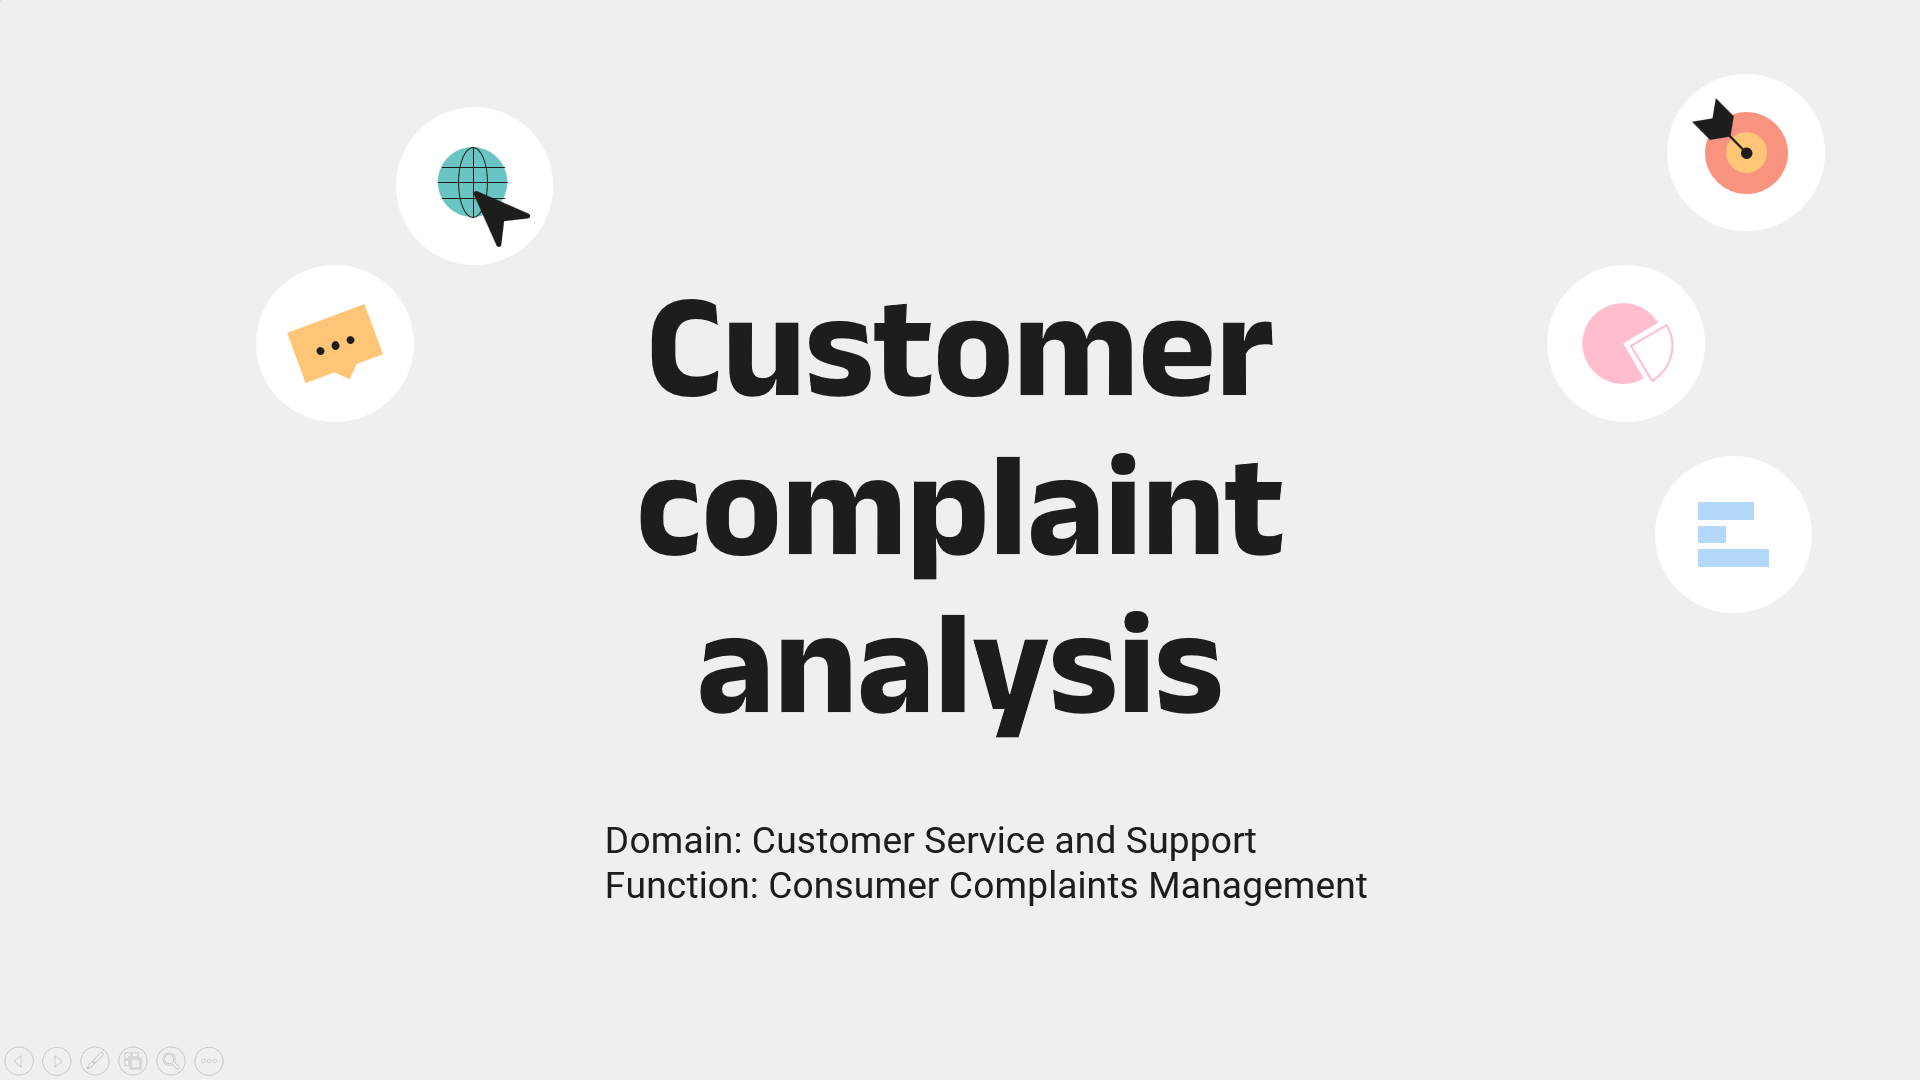 Customer
complaint
analysis
Domain: Customer Service and Support
Function: Consumer Complaints Management